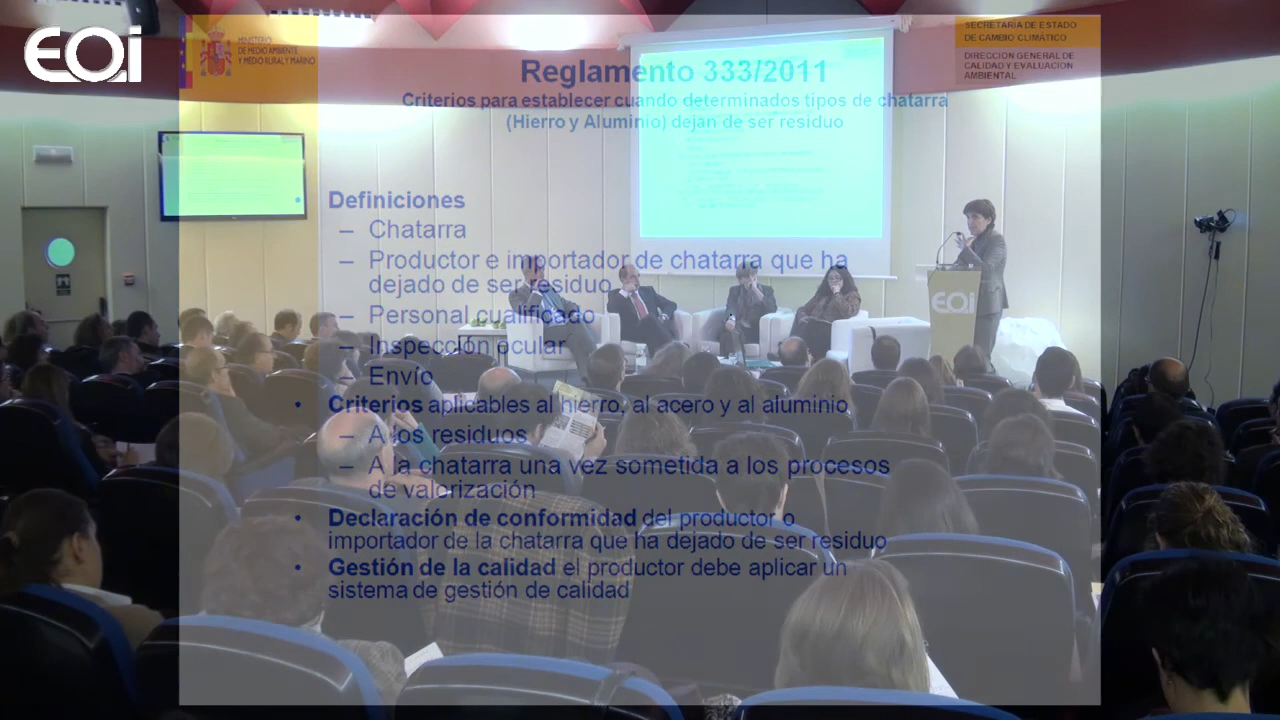 EOi
MINISTERIO
DE MEDIO AMBIENTE
Y MEDIO RURAL Y MARINO
SECRETARÍA DE ESTADO
DE CAMBIO CLIMÁTICO
DIRECCIÓN GENERAL DE
CALIDAD Y EVALUACIÓN
AMBIENTAL
Reglamento 333/2011
Criterios para establecer cuando determinados tipos de chatarra
(Hierro y Aluminio) dejan de ser residuo
Definiciones
– Chatarra
– Productor e importador de chatarra que ha
dejado de ser residuo
– Personal cualificado
– Inspección ocular
– Envío
• Criterios aplicables al hierro, al acero y al aluminio
– A los residuos
– A la chatarra una vez sometida a los procesos
de valorización
• Declaración de conformidad del productor o
importador de la chatarra que ha dejado de ser residuo
• Gestión de la calidad el productor debe aplicar un
sistema de gestión de calidad
EOi